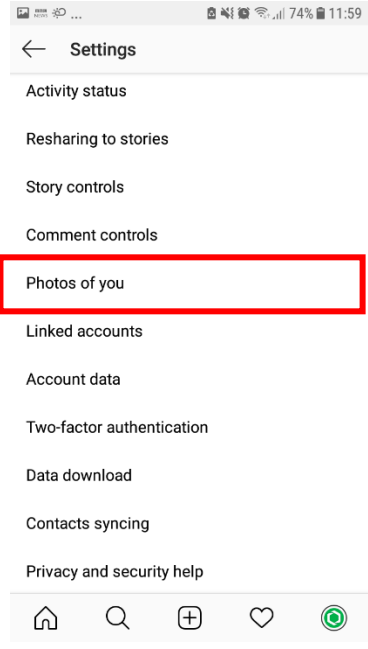 ... 74% 11:59
Settings
Activity status
Resharing to stories
Story controls
Comment controls
Photos of you
Linked accounts
Account data
Two-factor authentication
Data download
Contacts syncing
Privacy and security help